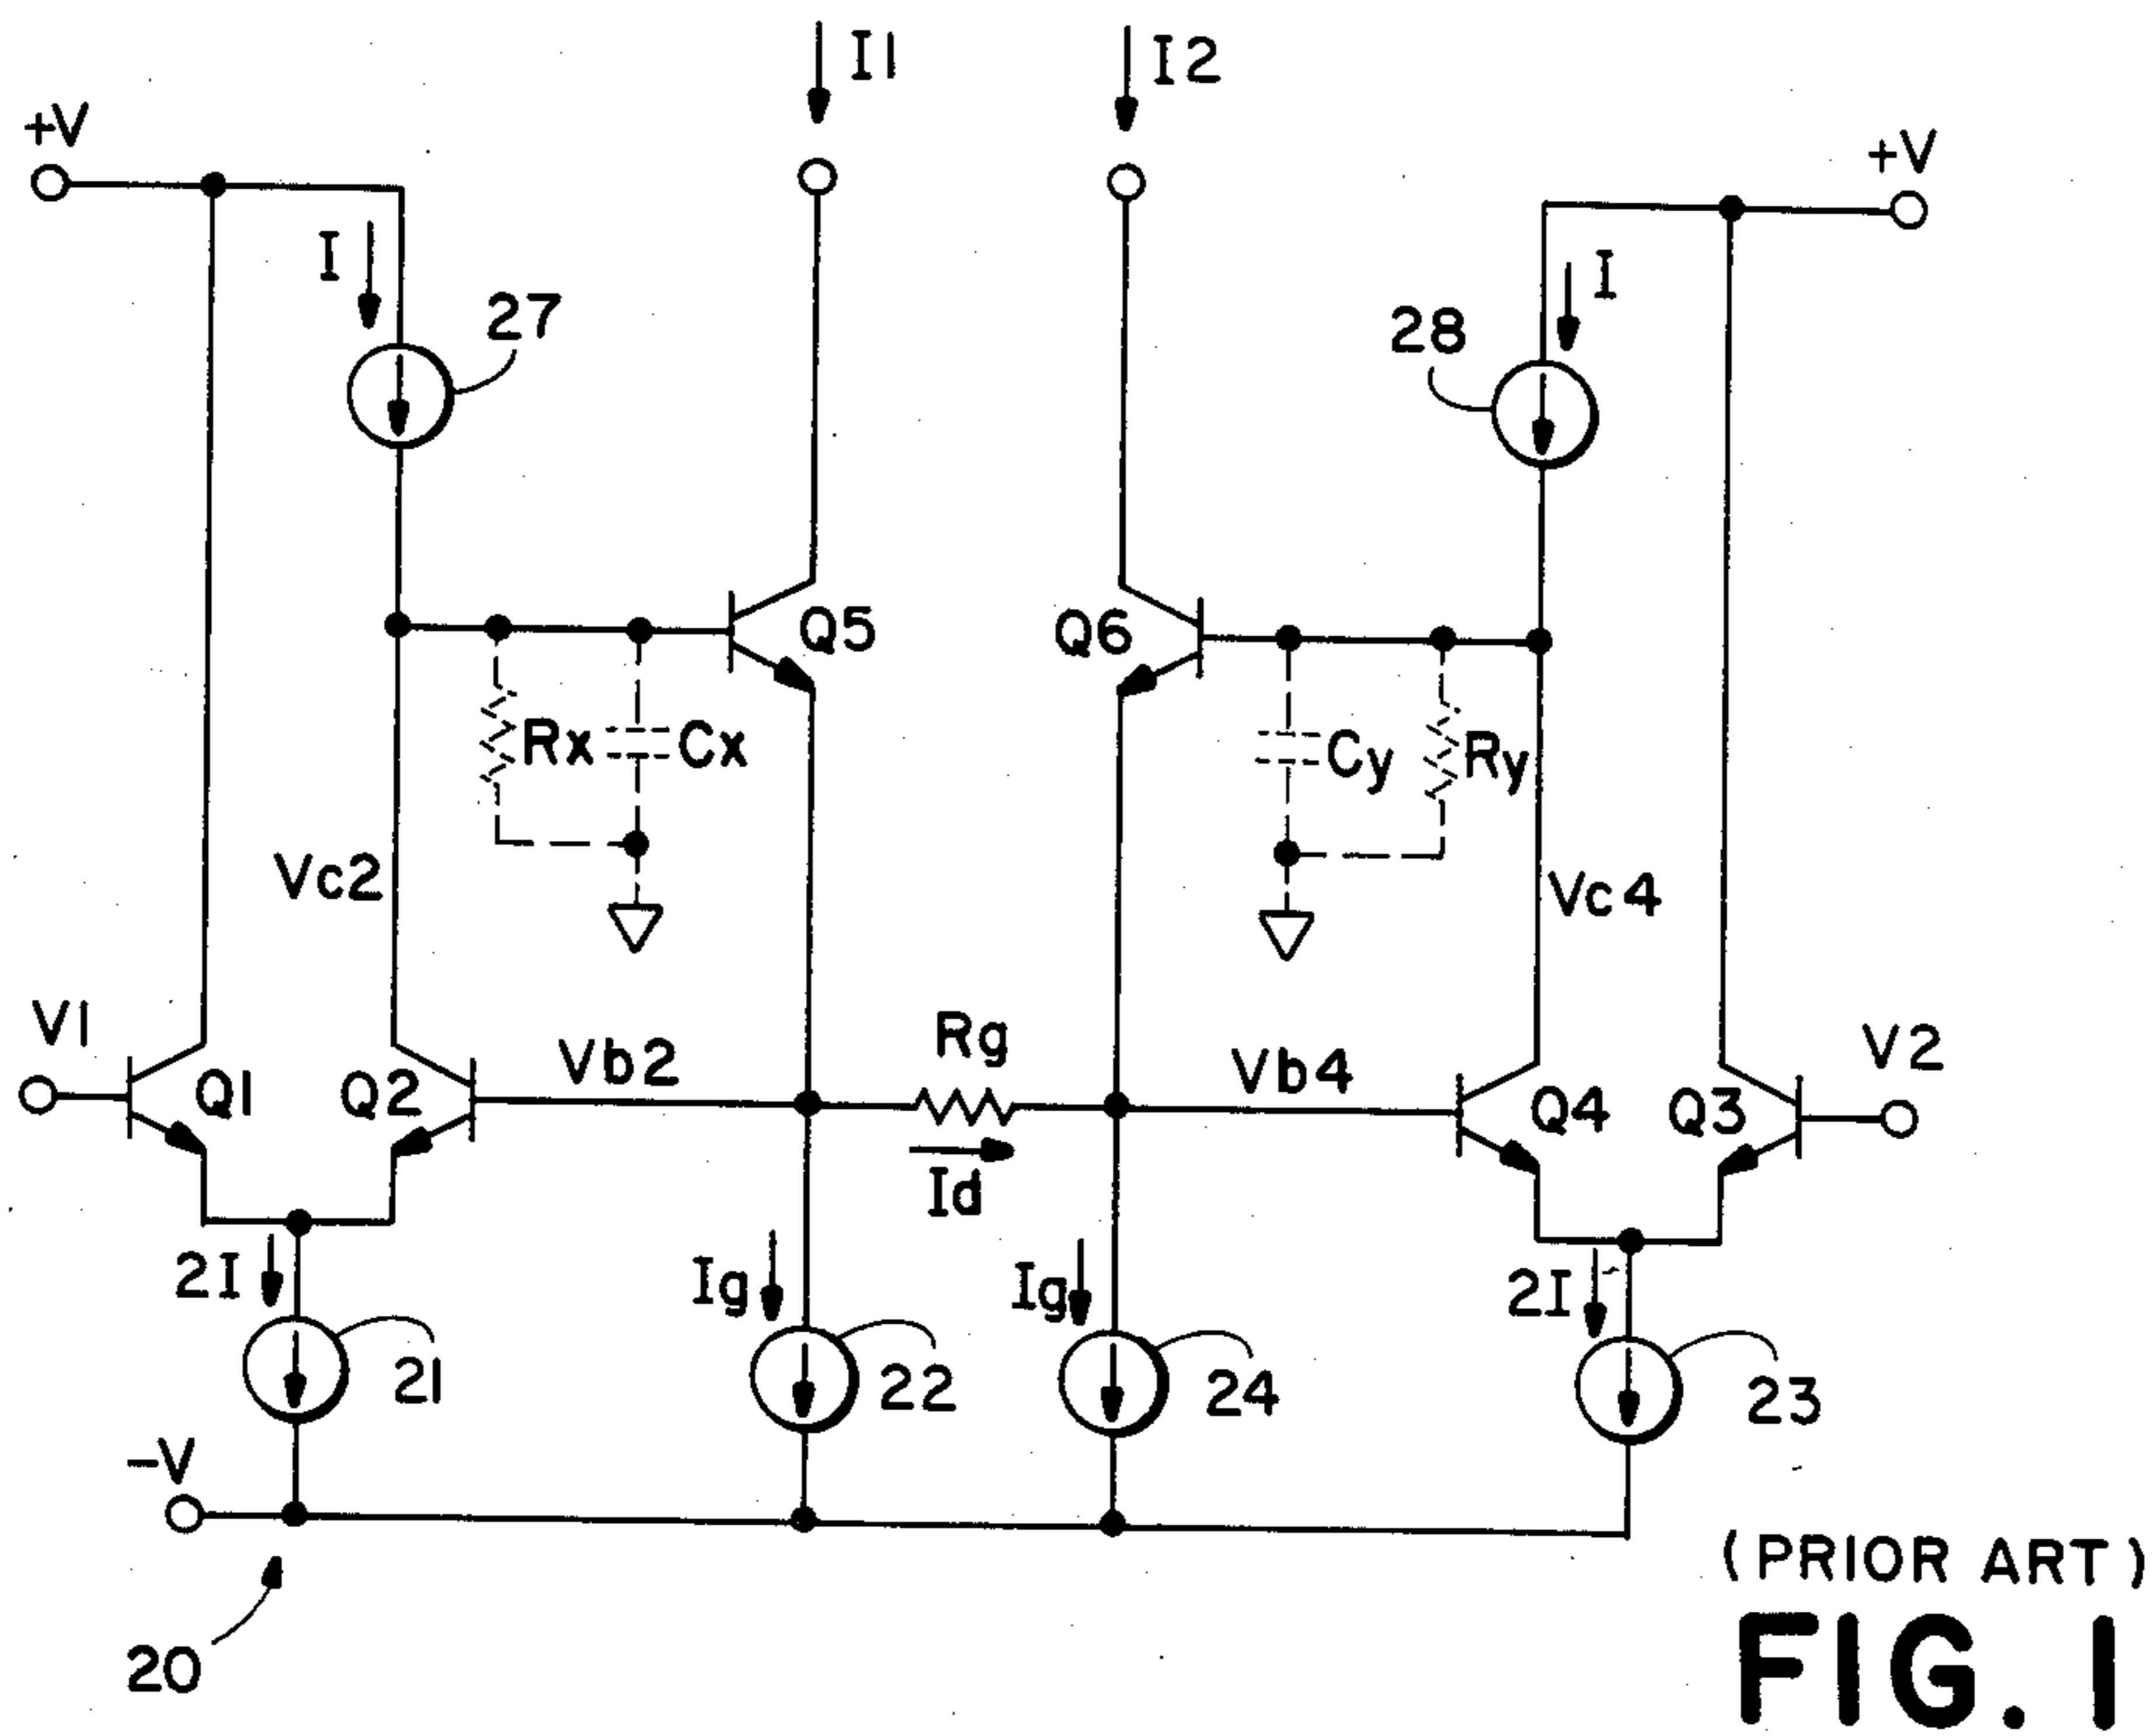 I1
I2
+V
+V
I
27
I
28
Q5
Q6
Rx
Cx
Cy
Ry
Vc2
Vc4
V1
Q1
Q2
Vb2
Rg
Vb4
Q4
Q3
V2
Id
2I
Ig
Ig
2I
21
22
24
23
-V
20
(PRIOR ART)
FIG. 1